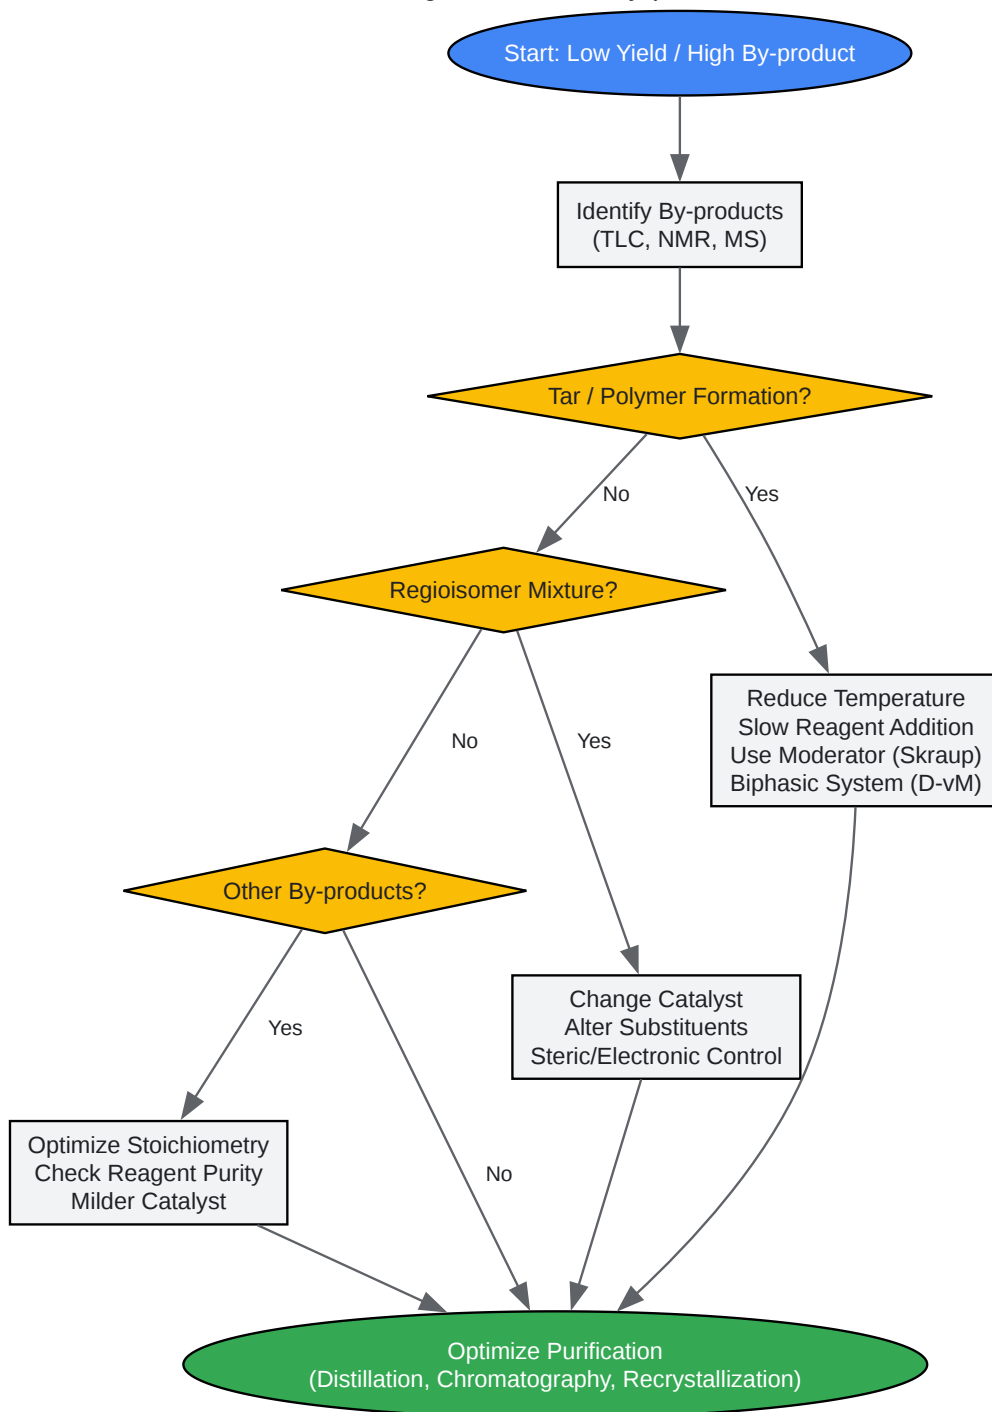 Start: Low Yield / High By-product
Identify By-products
(TLC, NMR, MS)
Tar / Polymer Formation?
No
Yes
Regioisomer Mixture?
Reduce Temperature
Slow Reagent Addition
Use Moderator (Skraup)
Biphasic System (D-vM)
No
Yes
Other By-products?
Change Catalyst
Alter Substituents
Steric/Electronic Control
Yes
Optimize Stoichiometry
Check Reagent Purity
Milder Catalyst
No
Optimize Purification
(Distillation, Chromatography, Recrystallization)